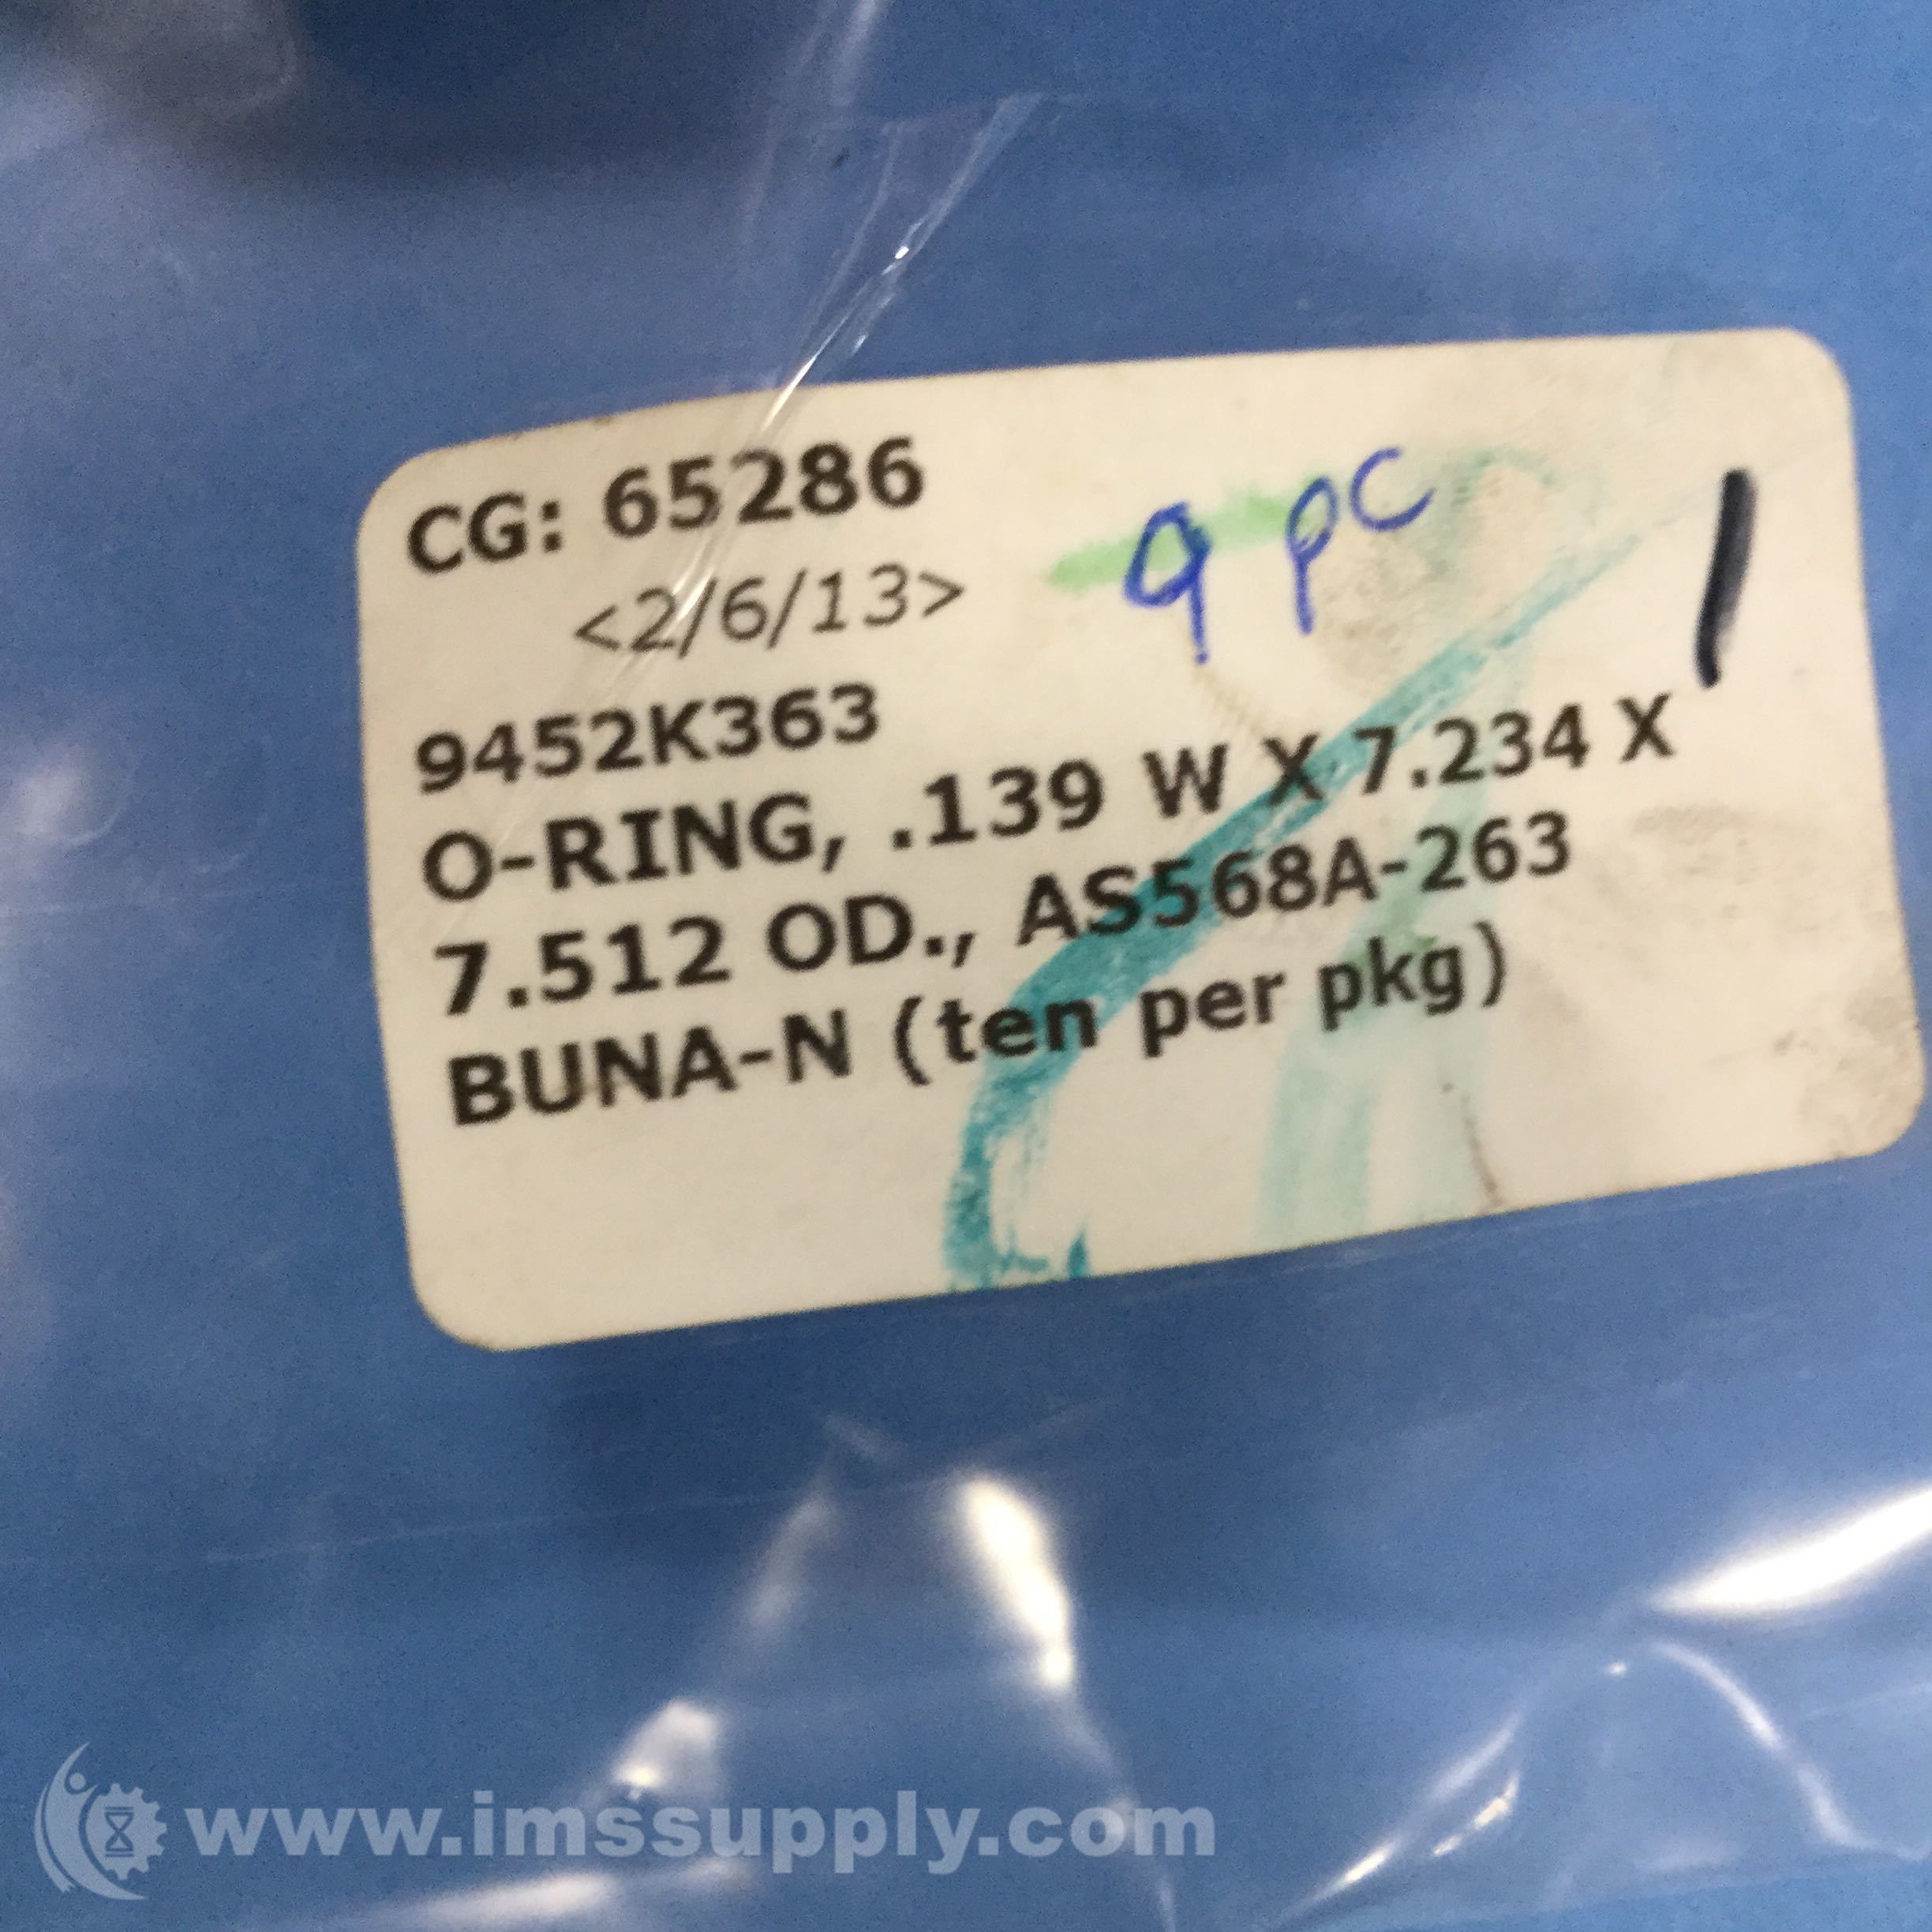 CG: 65286
9 pc
1
<2/6/13>
9452K363
O-RING, .139 W X 7.234 X
7.512 OD., AS568A-263
BUNA-N (ten per pkg)
www.imssupply.com